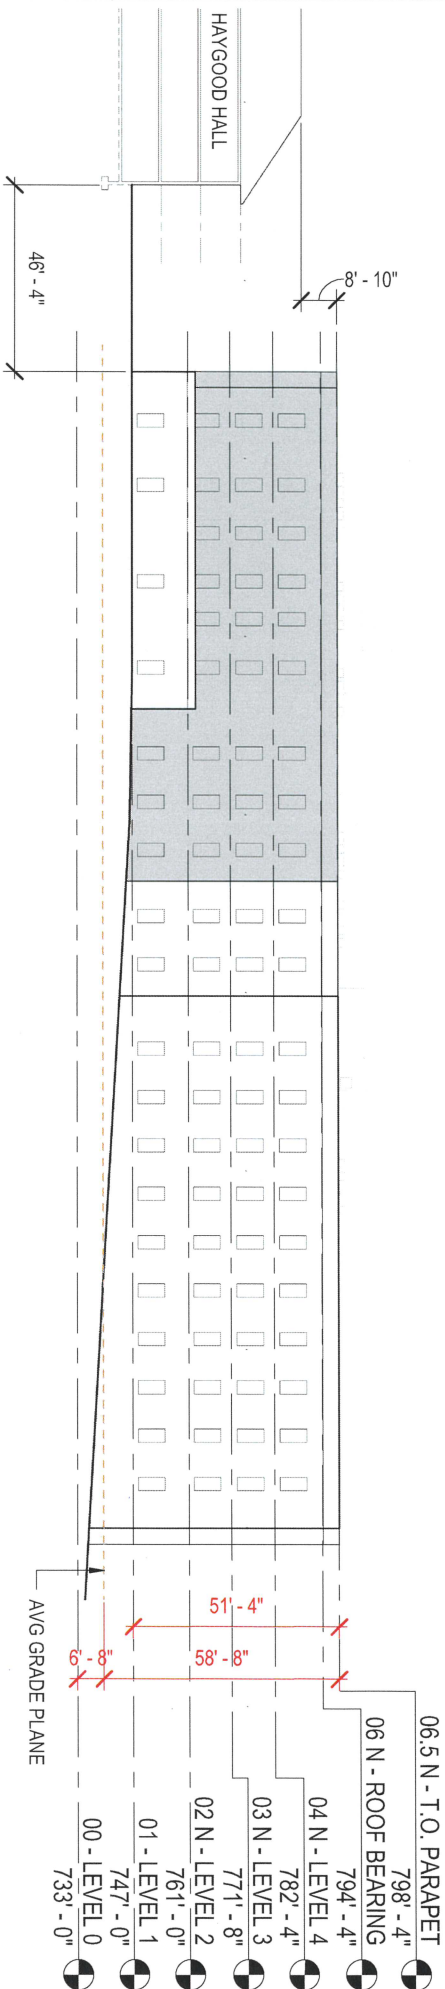 HAYGOOD HALL
46' - 4"
8' - 10"
51' - 4"
58' - 8"
6' - 8"
AVG GRADE PLANE
06.5 N - T.O. PARAPET
798' - 4"
06 N - ROOF BEARING
794' - 4"
04 N - LEVEL 4
782' - 4"
03 N - LEVEL 3
771' - 8"
02 N - LEVEL 2
761' - 0"
01 - LEVEL 1
747' - 0"
00 - LEVEL 0
733' - 0"